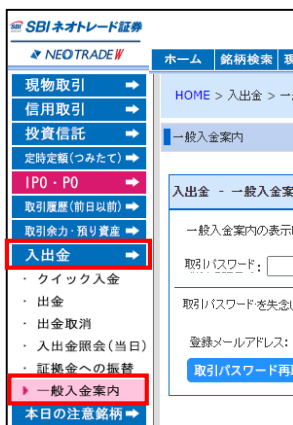 SBI ネオトレード証券
NEOTRADE W
ホーム 銘柄検索
現物取引
信用取引
投資信託
定時定額(つみたて)
IPO・PO
取引履歴(前日以前)
取引余力・預り資産
入出金
・ クイック入金
・ 出金
・ 出金取消
・ 入出金照会(当日)
・ 証拠金への振替
一般入金案内
本日の注意銘柄
HOME > 入出金 >
一般入金案内
入出金 - 一般入金案
一般入金案内の表示
取引パスワード:
取引パスワードを失念
登録メールアドレス:
取引パスワード再